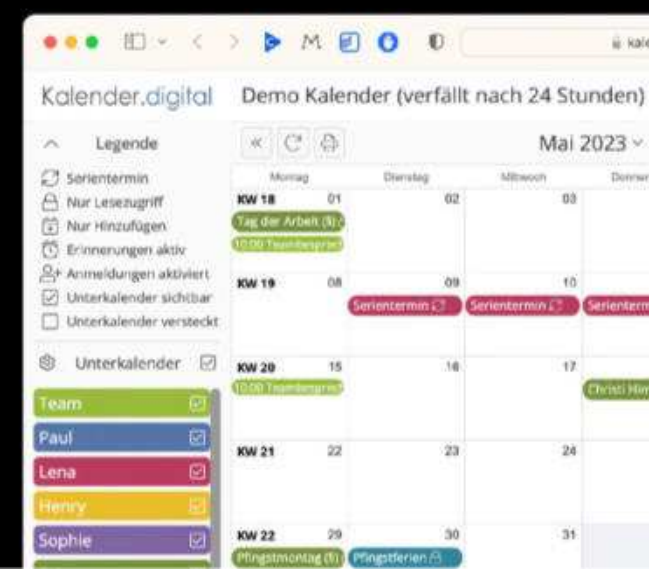 Kalender.digital
Demo Kalender (verfällt nach 24 Stunden)
Legende
Mai 2023
Serientermin
Nur Lesezugriff
Nur Hinzufügen
Erinnerungen aktiv
Anmeldungen aktiviert
Unterkalender sichtbar
Unterkalender versteckt
Unterkalender
Team
Paul
Lena
Henry
Sophie
Montag Dienstag Mittwoch
KW 18 01 02 03
Tag der Arbeit (§)
10:00
KW 19 08 09 10
Serientermin Serientermin
KW 20 15 16 17
10:00
Christi
KW 21 22 23 24
KW 22 29 30 31
Pfingstmontag (§) Pfingstferien